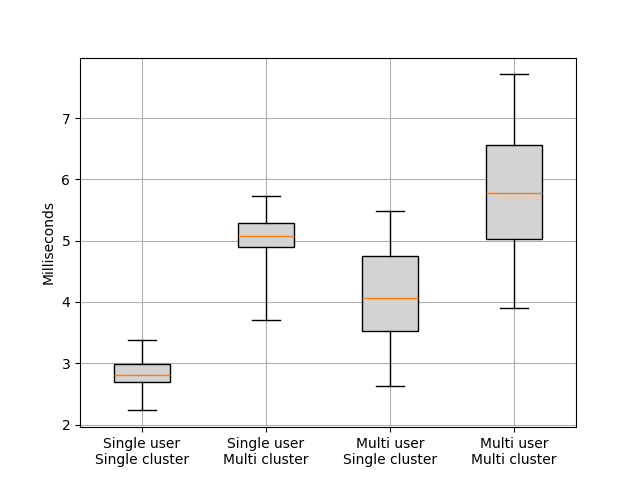 7
6
5
4
3
2
Milliseconds
Single user
Single cluster
Single user
Multi cluster
Multi user
Single cluster
Multi user
Multi cluster